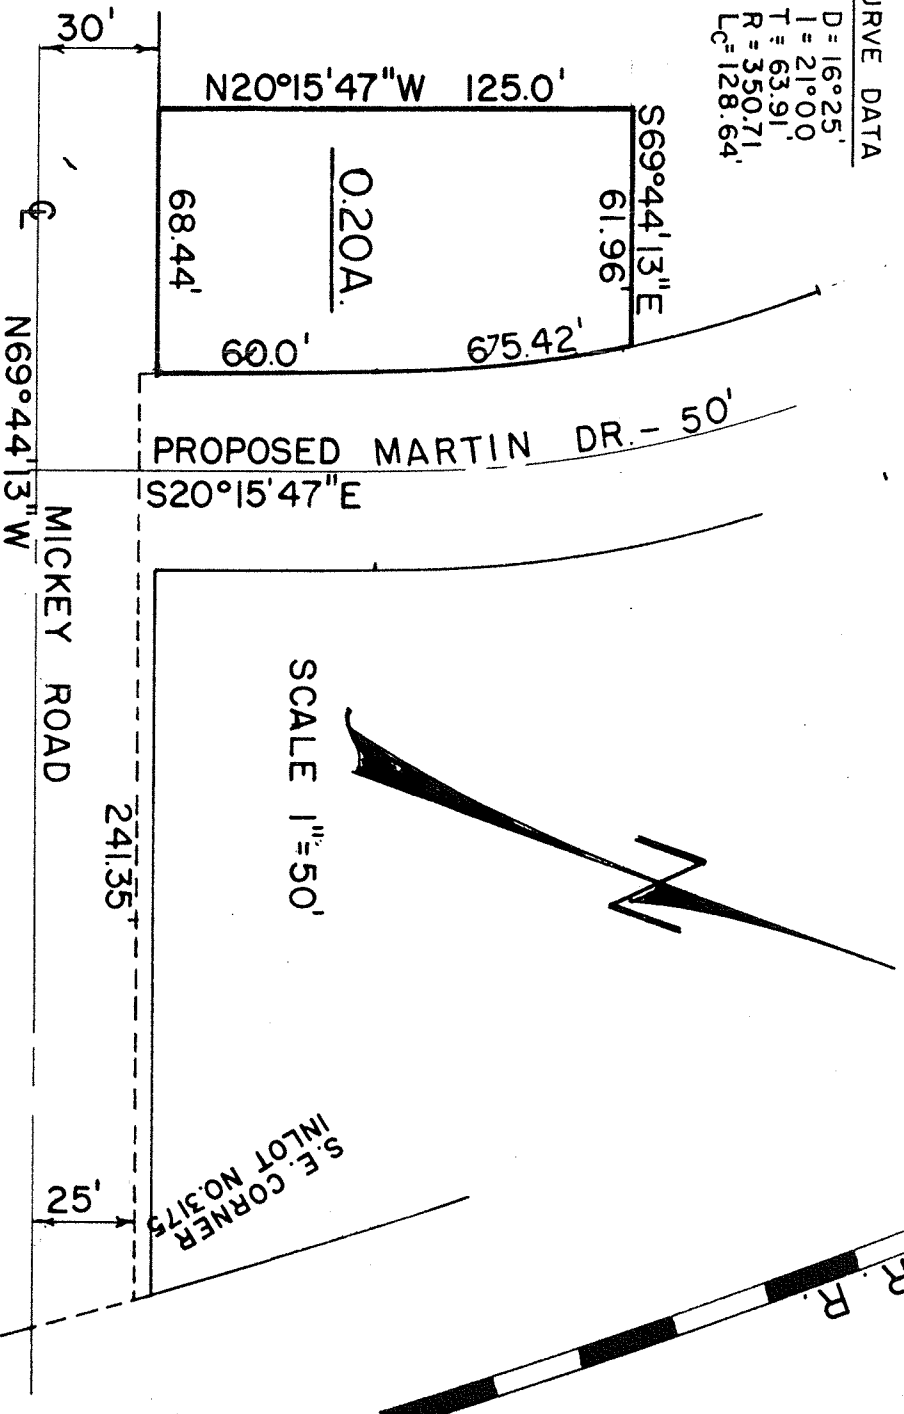 URVE DATA
D= 16°25'
I = 21°00
T = 63.91'
R = 350.71
Lc=128.64'
30'
N20°15'47"W 125.0'
S69°44'13"E
61.96'
0.20A.
68.44'
60.0'
65.42'
℄
N69°44'13"W
PROPOSED MARTIN DR. - 50'
S20°15'47"E
MICKEY ROAD
SCALE 1"=50'
N
241.35'
25'
S.E. CORNER
INLOT NO.3175
R. R.